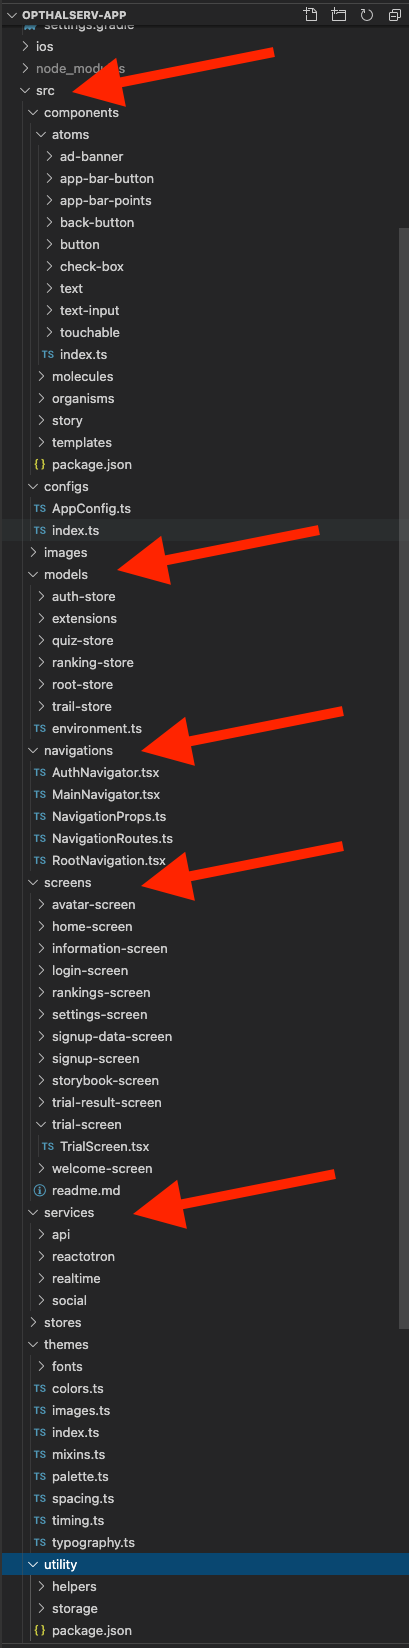 OPTHALSERV-APP
settings.gradle
ios
node_modules
src
components
atoms
ad-banner
app-bar-button
app-bar-points
back-button
button
check-box
text
text-input
touchable
TS index.ts
molecules
organisms
story
templates
{} package.json
configs
TS AppConfig.ts
TS index.ts
images
models
auth-store
extensions
quiz-store
ranking-store
root-store
trail-store
TS environment.ts
navigations
TS AuthNavigator.tsx
TS MainNavigator.tsx
TS NavigationProps.ts
TS NavigationRoutes.ts
TS RootNavigation.tsx
screens
avatar-screen
home-screen
information-screen
login-screen
rankings-screen
settings-screen
signup-data-screen
signup-screen
storybook-screen
trial-result-screen
trial-screen
TS TrialScreen.tsx
welcome-screen
readme.md
services
api
reactotron
realtime
social
stores
themes
fonts
TS colors.ts
TS images.ts
TS index.ts
TS mixins.ts
TS palette.ts
TS spacing.ts
TS timing.ts
TS typography.ts
utility
helpers
storage
{} package.json